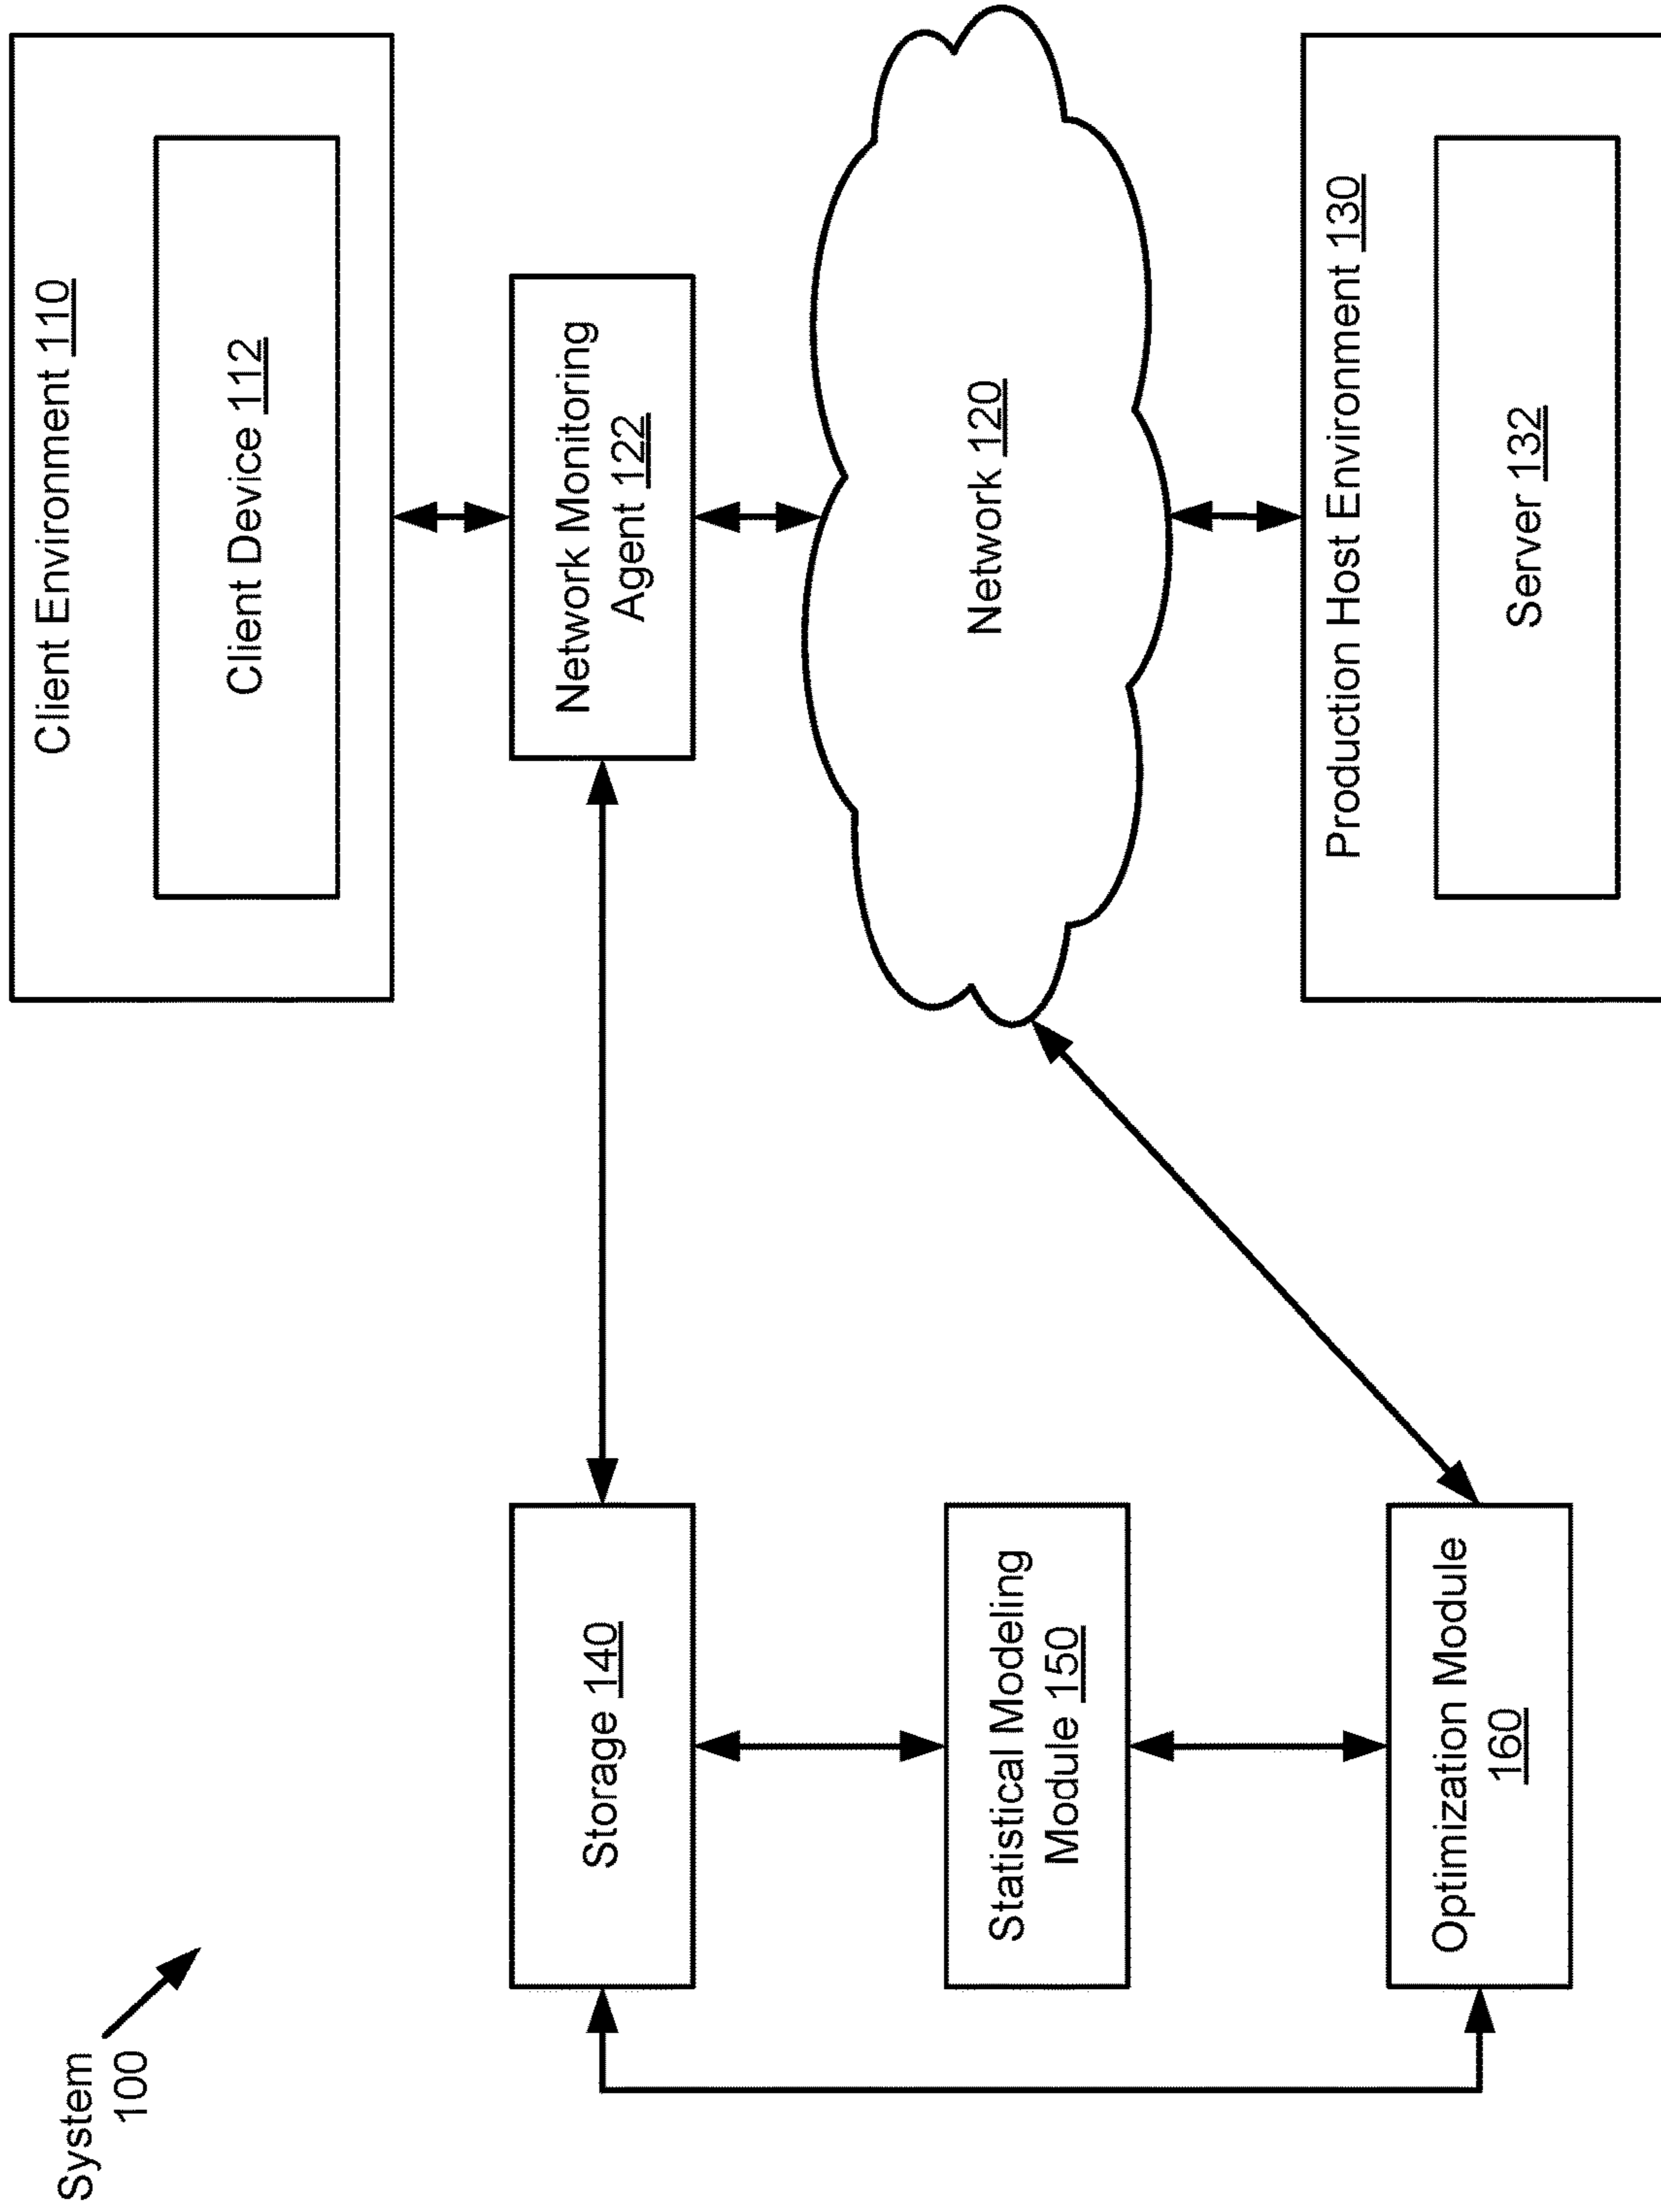 System
100
Client Environment 110
Client Device 112
Network Monitoring
Agent 122
Network 120
Production Host Environment 130
Server 132
Storage 140
Statistical Modeling
Module 150
Optimization Module
160